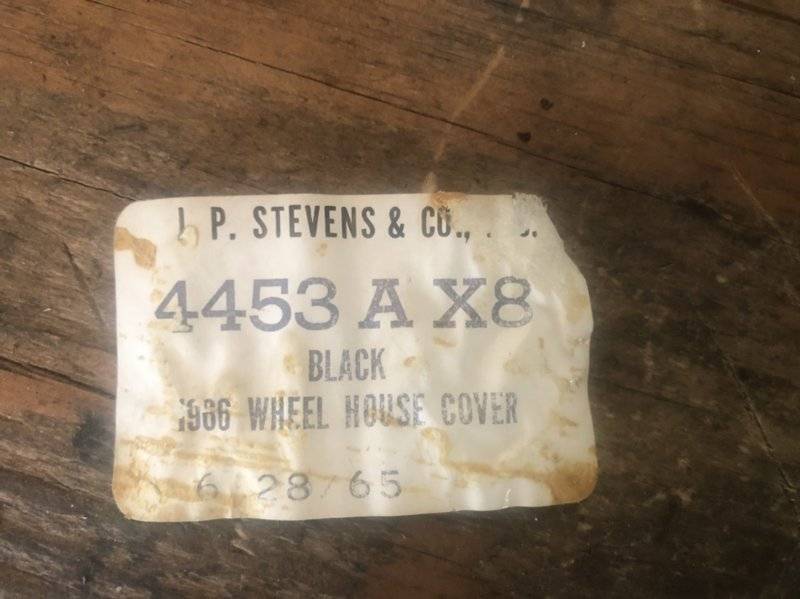 J. P. STEVENS & CO.,
4453 A X8
BLACK
1966 WHEEL HOUSE COVER
6 28 65